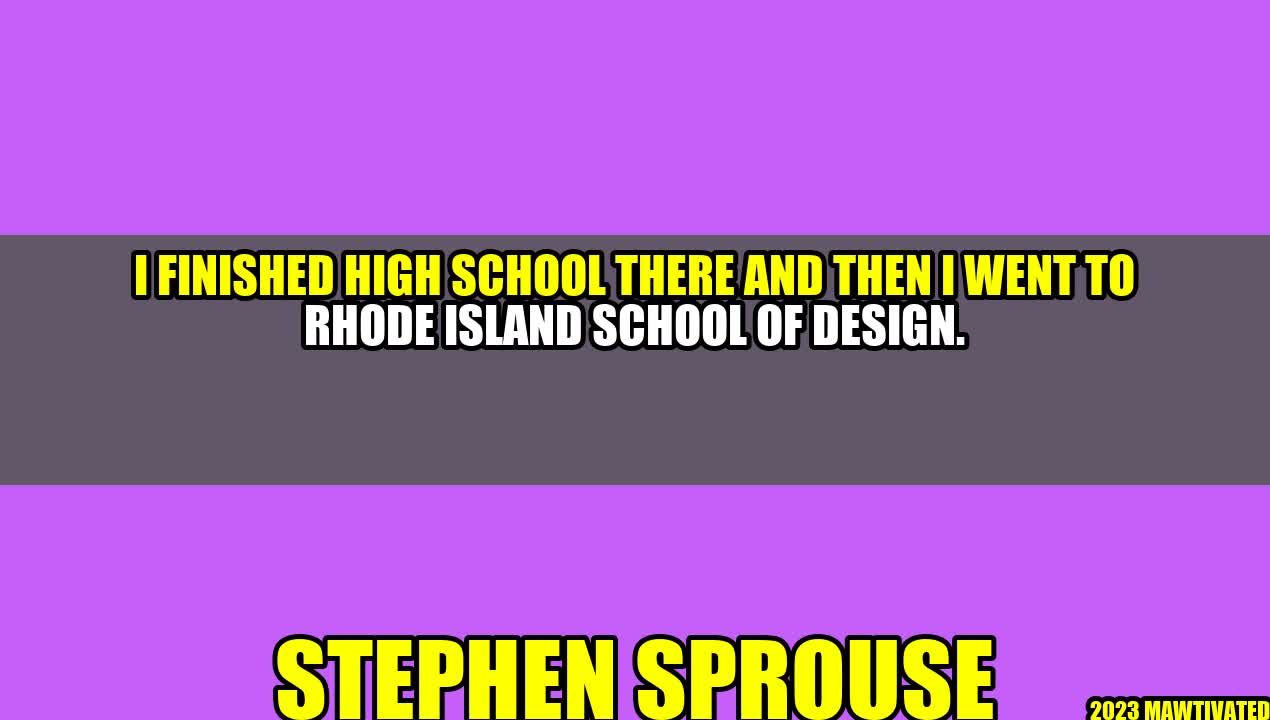 I FINISHED HIGH SCHOOL THERE AND THEN I WENT TO
RHODE ISLAND SCHOOL OF DESIGN.
STEPHEN SPROUSE
2023 MAWTIVATED